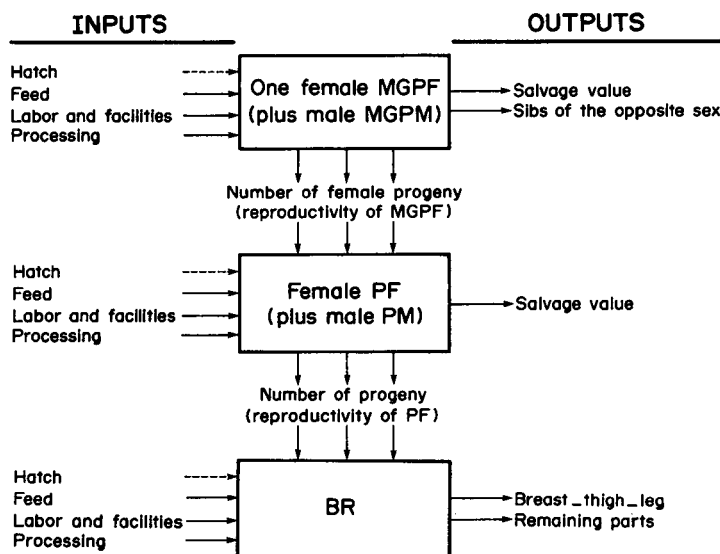 INPUTS
OUTPUTS
Hatch
Feed
Labor and facilities
Processing
One female MGPF
(plus male MGPM)
Salvage value
Sibs of the opposite sex
Number of female progeny
(reproductivity of MGPF)
Hatch
Feed
Labor and facilities
Processing
Female PF
(plus male PM)
Salvage value
Number of progeny
(reproductivity of PF)
Hatch
Feed
Labor and facilities
Processing
BR
Breast_thigh_leg
Remaining parts